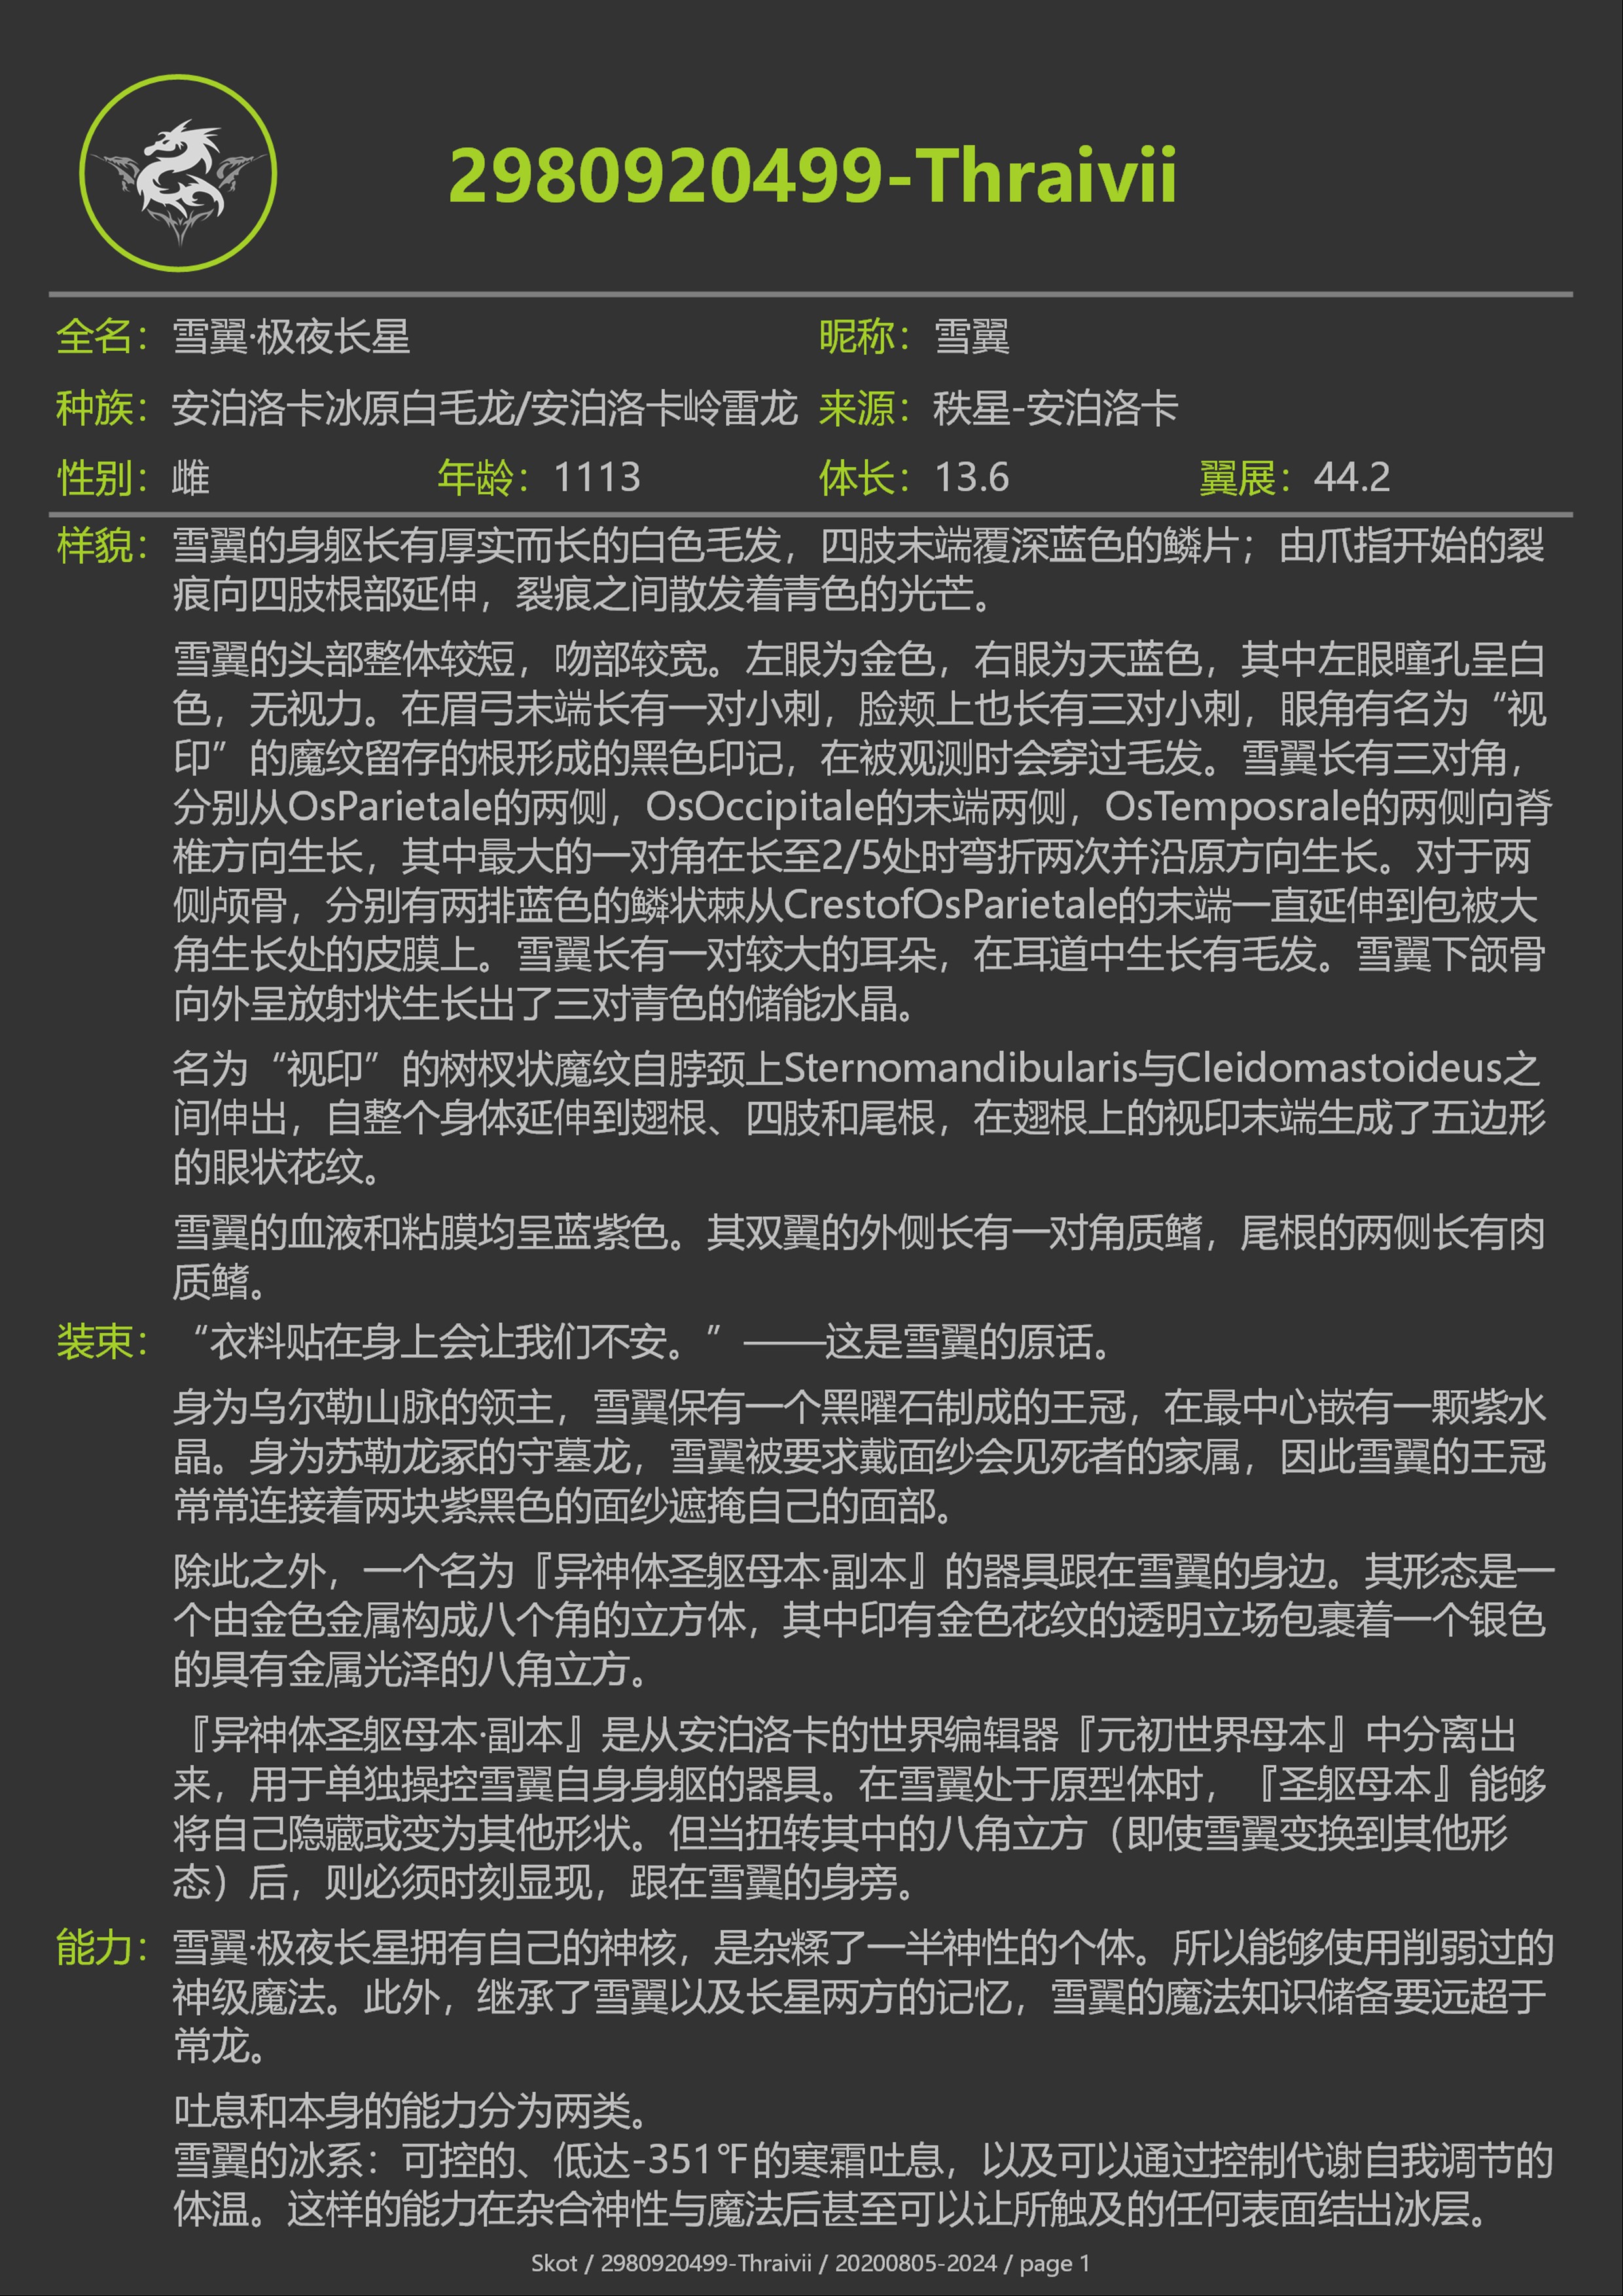 2980920499-Thraivii
全名：雪翼·极夜长星 昵称：雪翼
种族：安泊洛卡冰原白毛龙/安泊洛卡岭雷龙 来源：秩星-安泊洛卡
性别：雌 年龄：1113 体长：13.6 翼展：44.2
样貌：雪翼的身躯长有厚实而长的白色毛发，四肢末端覆深蓝色的鳞片；由爪指开始的裂
痕向四肢根部延伸，裂痕之间散发着青色的光芒。
雪翼的头部整体较短，吻部较宽。左眼为金色，右眼为天蓝色，其中左眼瞳孔呈白
色，无视力。在眉弓末端长有一对小刺，脸颊上也长有三对小刺，眼角有名为“视
印”的魔纹留存的根形成的黑色印记，在被观测时会穿过毛发。雪翼长有三对角，
分别从OsParietale的两侧，OsOccipitale的末端两侧，OsTemposrale的两侧向脊
椎方向生长，其中最大的一对角在长至2/5处时弯折两次并沿原方向生长。对于两
侧颅骨，分别有两排蓝色的鳞状棘从CrestofOsParietale的末端一直延伸到包被大
角生长处的皮膜上。雪翼长有一对较大的耳朵，在耳道中生长有毛发。雪翼下颌骨
向外呈放射状生长出了三对青色的储能水晶。
名为“视印”的树杈状魔纹自脖颈上Sternomandibularis与Cleidomastoideus之
间伸出，自整个身体延伸到翅根、四肢和尾根，在翅根上的视印末端生成了五边形
的眼状花纹。
雪翼的血液和粘膜均呈蓝紫色。其双翼的外侧长有一对角质鳍，尾根的两侧长有肉
质鳍。
装束：“衣料贴在身上会让我们不安。”——这是雪翼的原话。
身为乌尔勒山脉的领主，雪翼保有一个黑曜石制成的王冠，在最中心嵌有一颗紫水
晶。身为苏勒龙冢的守墓龙，雪翼被要求戴面纱会见死者的家属，因此雪翼的王冠
常常连接着两块紫黑色的面纱遮掩自己的面部。
除此之外，一个名为『异神体圣躯母本·副本』的器具跟在雪翼的身边。其形态是一
个由金色金属构成八个角的立方体，其中印有金色花纹的透明立场包裹着一个银色
的具有金属光泽的八角立方。
『异神体圣躯母本·副本』是从安泊洛卡的世界编辑器『元初世界母本』中分离出
来，用于单独操控雪翼自身身躯的器具。在雪翼处于原型体时，『圣躯母本』能够
将自己隐藏或变为其他形状。但当扭转其中的八角立方（即使雪翼变换到其他形
态）后，则必须时刻显现，跟在雪翼的身旁。
能力：雪翼·极夜长星拥有自己的神核，是杂糅了一半神性的个体。所以能够使用削弱过的
神级魔法。此外，继承了雪翼以及长星两方的记忆，雪翼的魔法知识储备要远超于
常龙。
吐息和本身的能力分为两类。
雪翼的冰系：可控的、低达-351℉的寒霜吐息，以及可以通过控制代谢自我调节的
体温。这样的能力在杂合神性与魔法后甚至可以让所触及的任何表面结出冰层。
Skot / 2980920499-Thraivii / 20200805-2024 / page 1